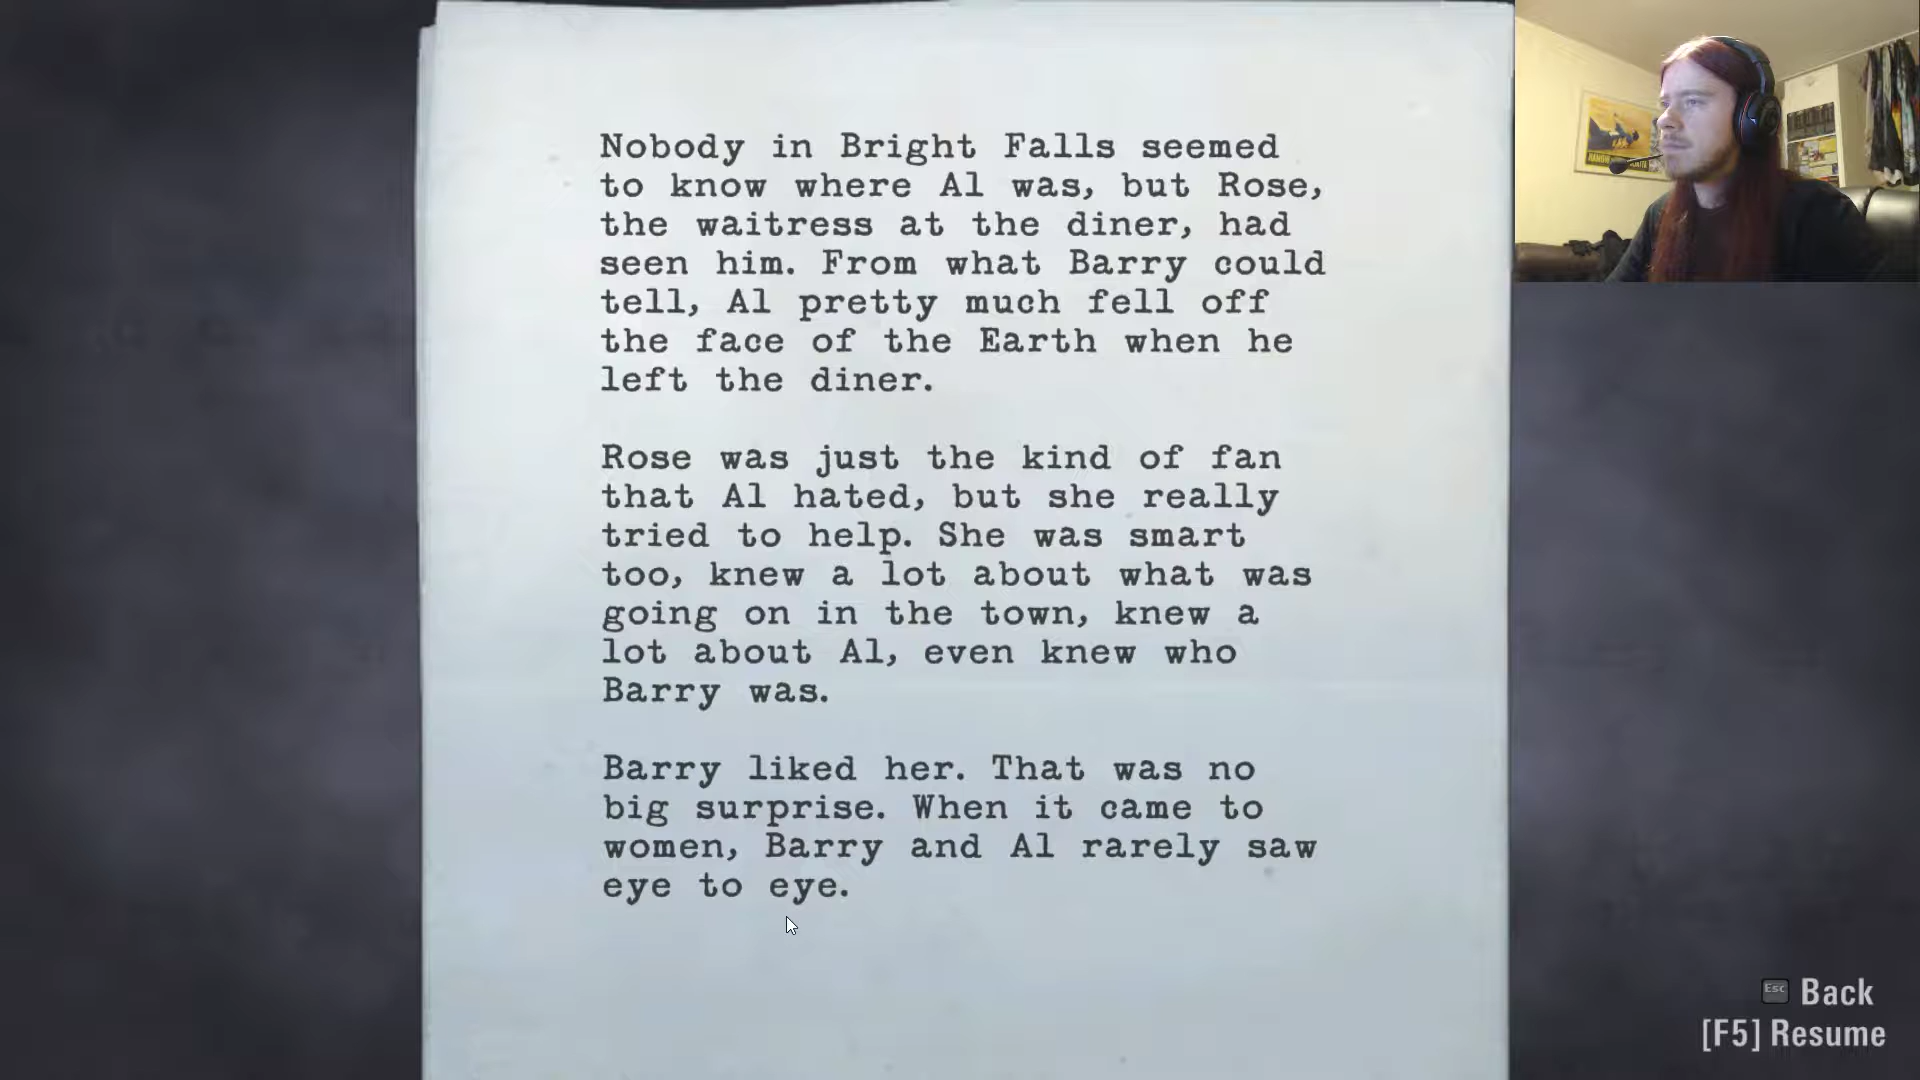 Nobody in Bright Falls seemed
to know where Al was, but Rose,
the waitress at the diner, had
seen him. From what Barry could
tell, Al pretty much fell off
the face of the Earth when he
left the diner.
Rose was just the kind of fan
that Al hated, but she really
tried to help. She was smart
too, knew a lot about what was
going on in the town, knew a
lot about Al, even knew who
Barry was.
Barry liked her. That was no
big surprise. When it came to
women, Barry and Al rarely saw
eye to eye.
Esc Back
[F5] Resume